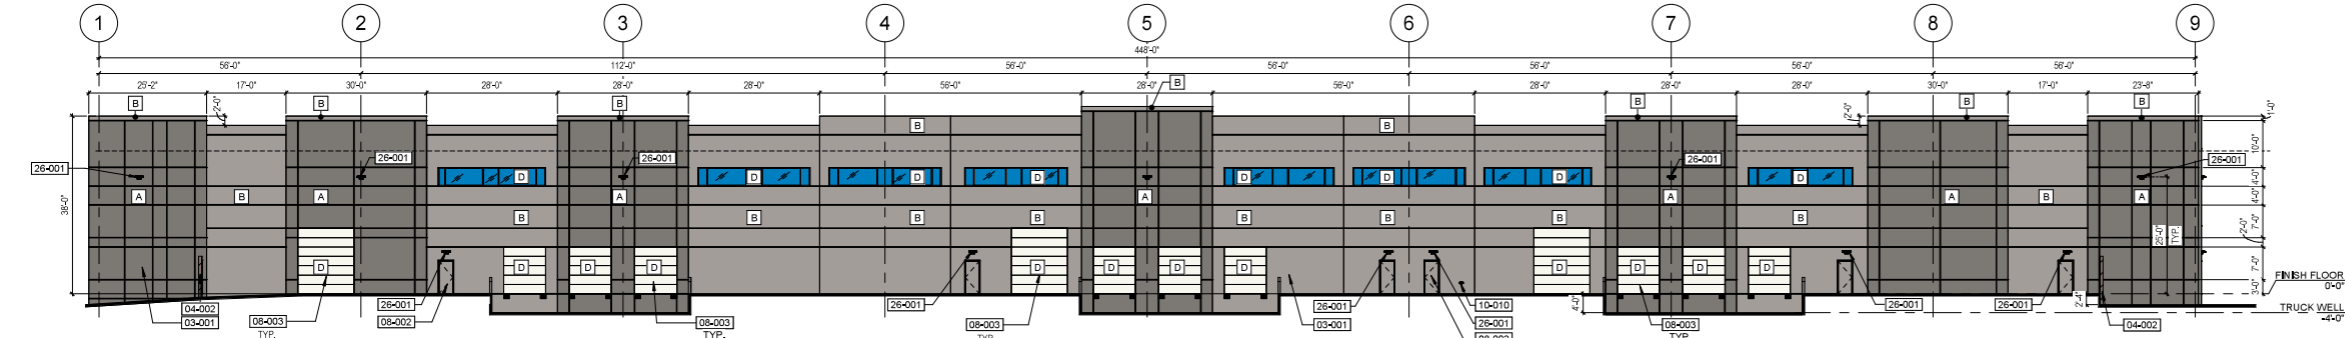 1 2 3 4 5 6 7 8 9
448'-0"
56'-0" 112'-0" 56'-0" 56'-0" 56'-0" 56'-0" 56'-0"
25'-2" 17'-0" 30'-0" 28'-0" 28'-0" 28'-0" 56'-0" 28'-0" 56'-0" 28'-0" 28'-0" 28'-0" 30'-0" 17'-0" 23'-8"
B
B B B B B B B
2'-0" 2'-0" 1'-0"
B B
10'-0"
26-001 26-001 26-001 26-001 26-001
D D D D D D D D
4'-0"
A B A A A A A B A
4'-0"
38'-0"
B B B B B B B B
7'-0"
2'-0"
25'-0"
TYP.
D D D D D D D D D D D D
7'-0"
FINISH FLOOR
0'-0"
3'-0"
2'-4"
4'-0"
26-001 26-001 26-001 10-010 26-001 26-001
04-002
TRUCK WELL
-4'-0"
03-001 08-003 08-002 08-003 08-003 03-001 26-001 08-003 04-002
TYP. TYP. TYP. TYP.